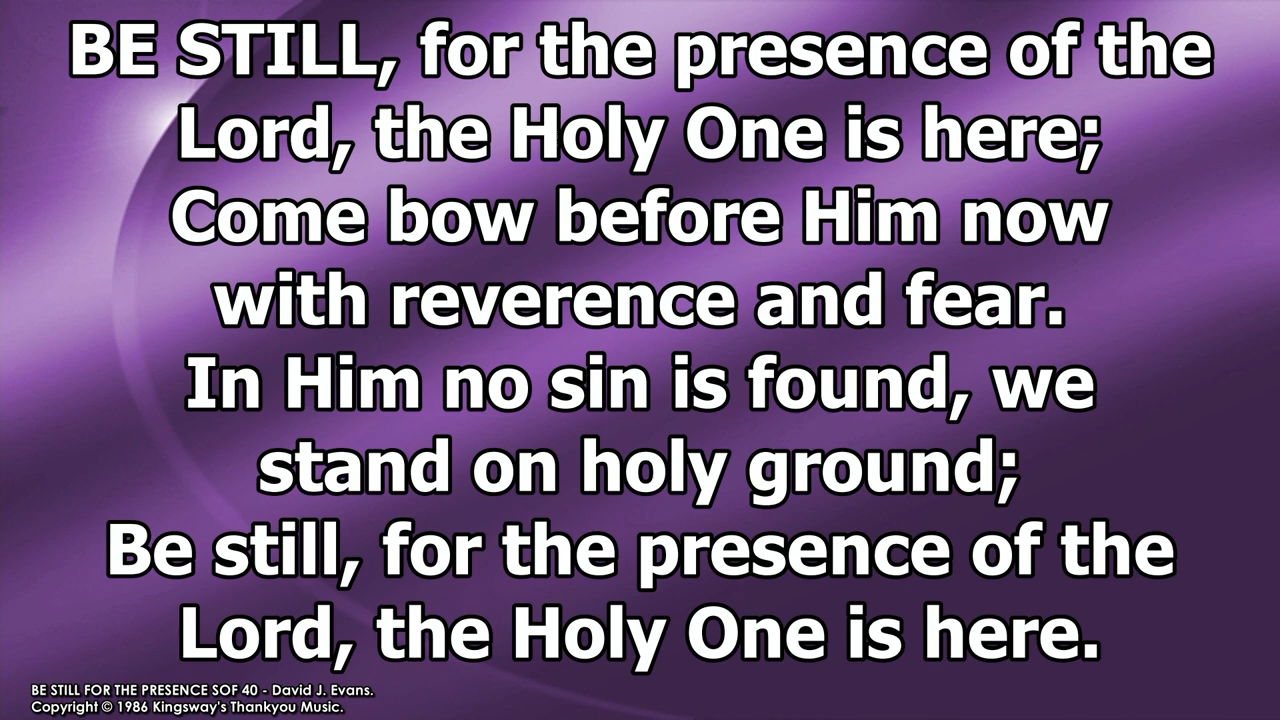 BE STILL, for the presence of the
Lord, the Holy One is here;
Come bow before Him now
with reverence and fear.
In Him no sin is found, we
stand on holy ground;
Be still, for the presence of the
Lord, the Holy One is here.
BE STILL FOR THE PRESENCE SOF 40 - David J. Evans.
Copyright © 1986 Kingsway's Thankyou Music.